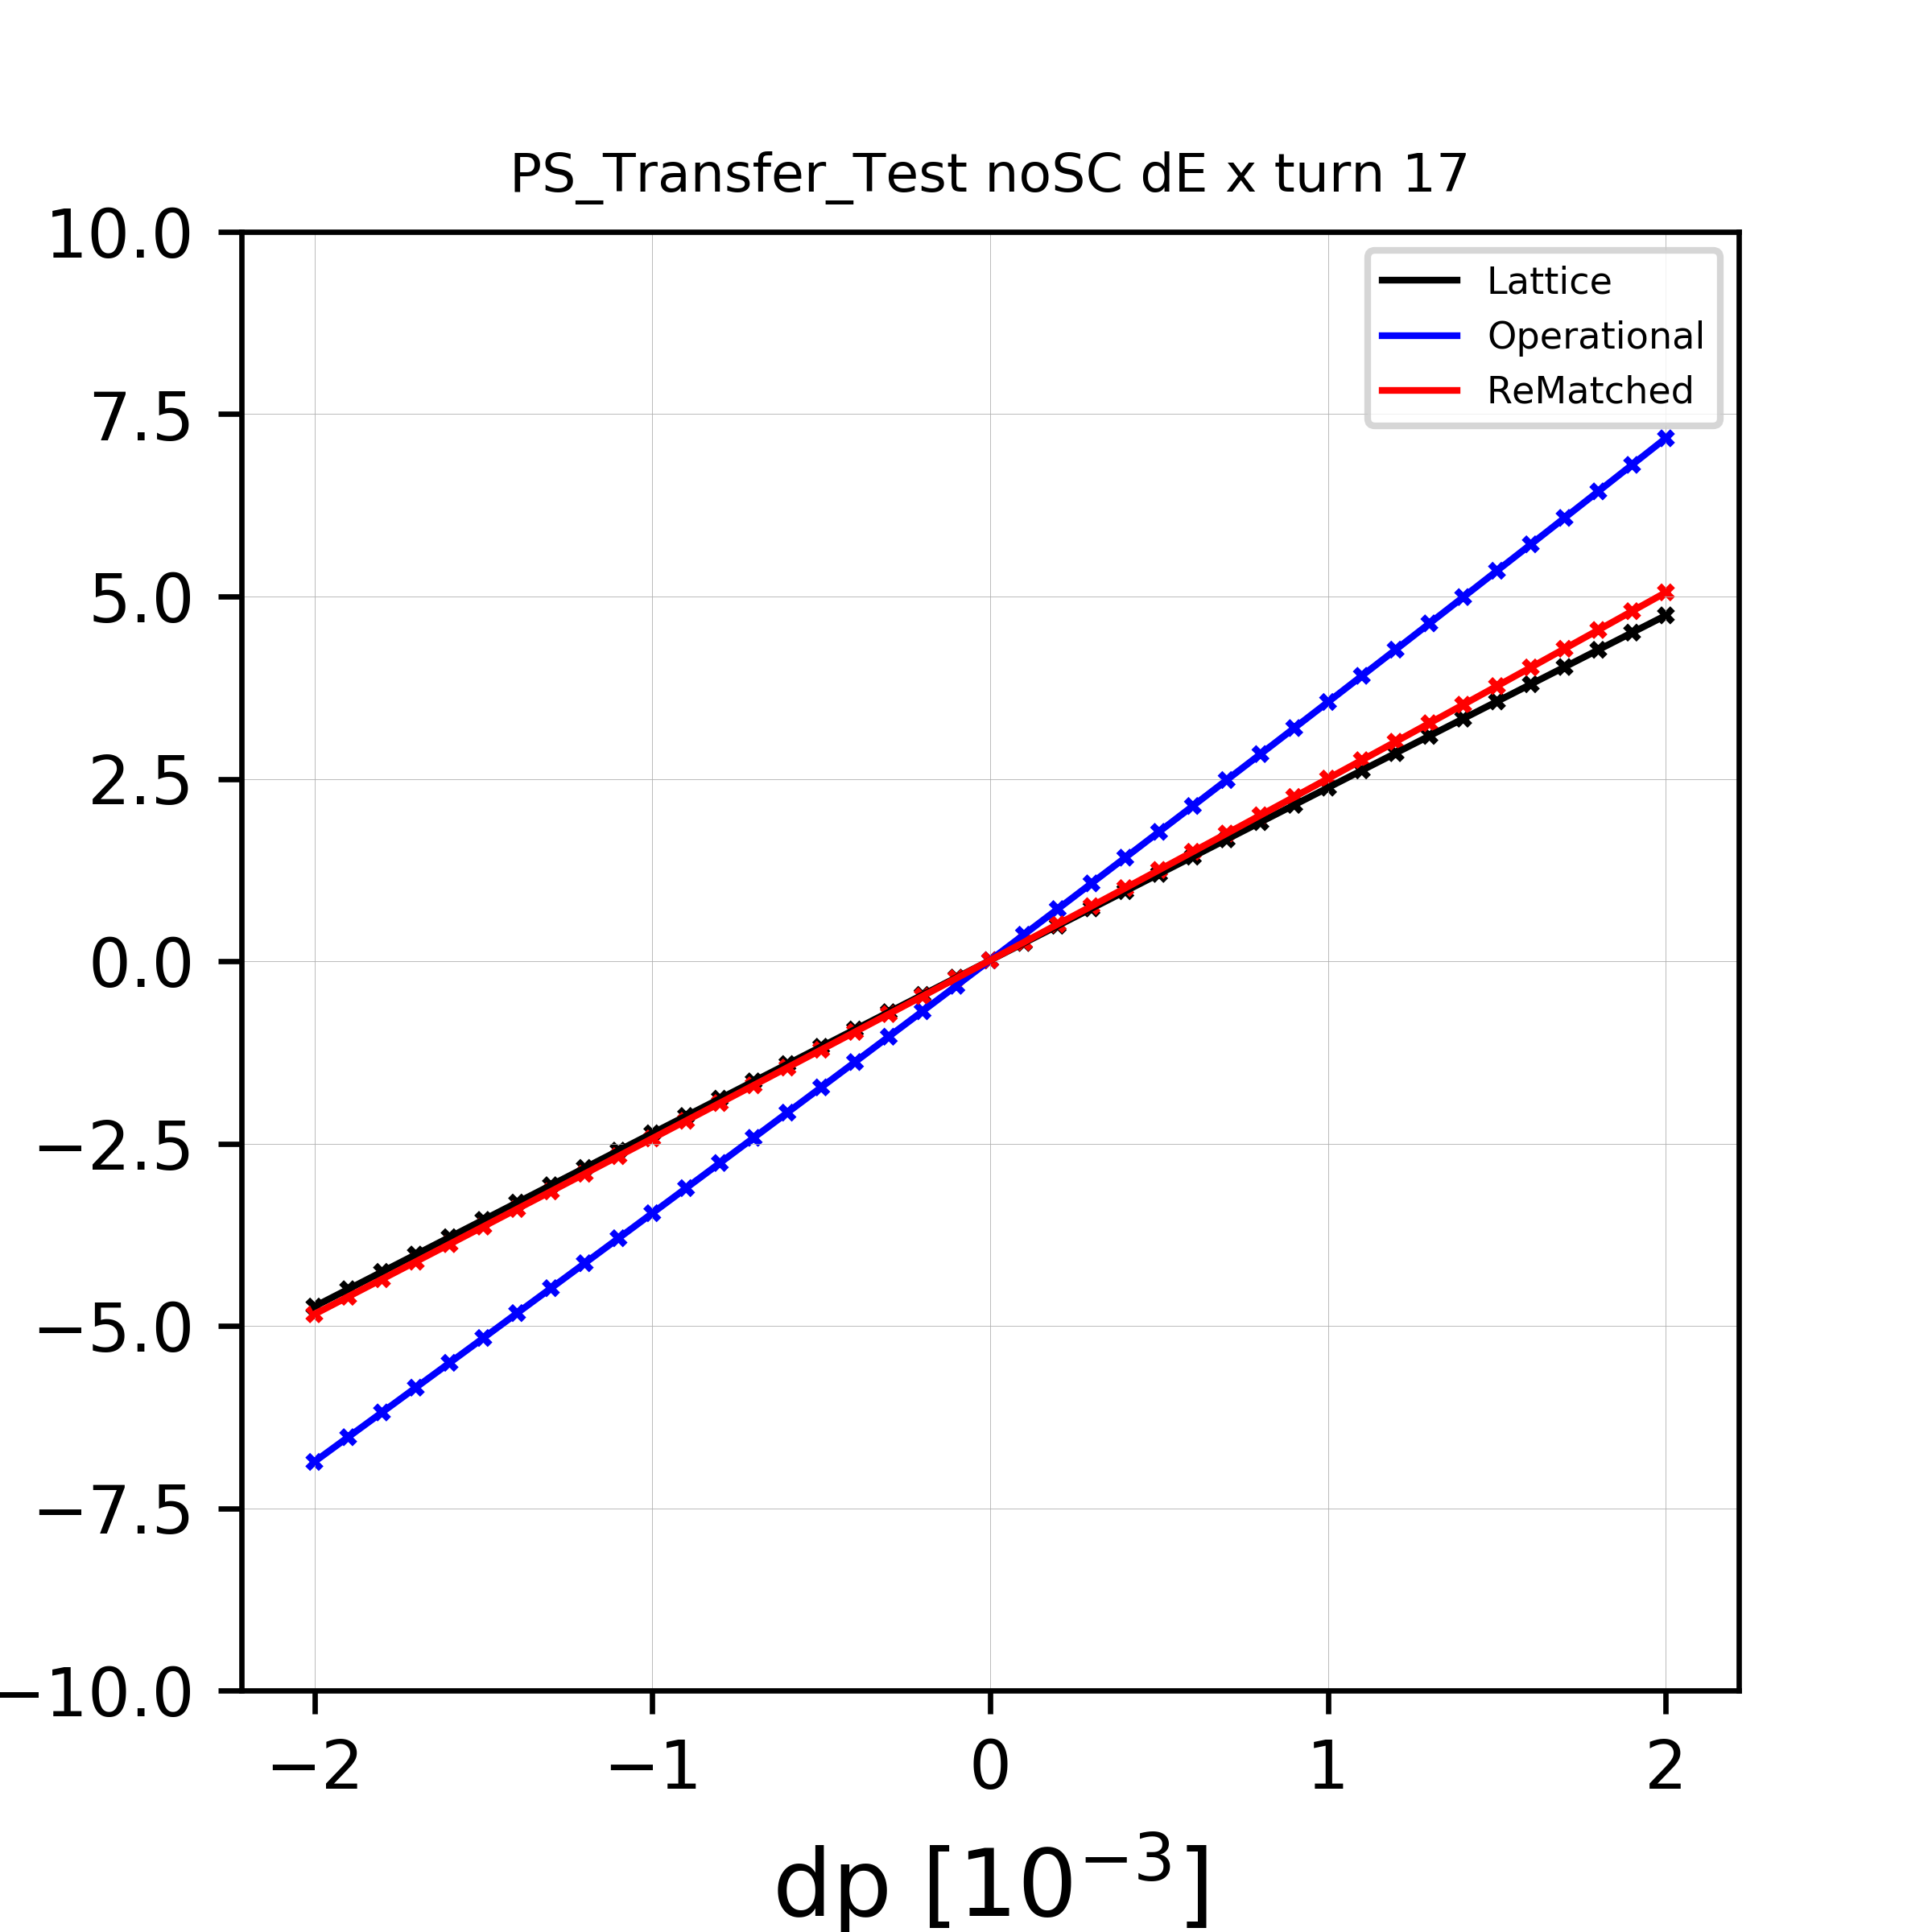 PS_Transfer_Test noSC dE x turn 17
10.0
7.5
5.0
2.5
0.0
−2.5
−5.0
−7.5
−10.0
Lattice
Operational
ReMatched
−2 −1 0 1 2
dp [10⁻³]